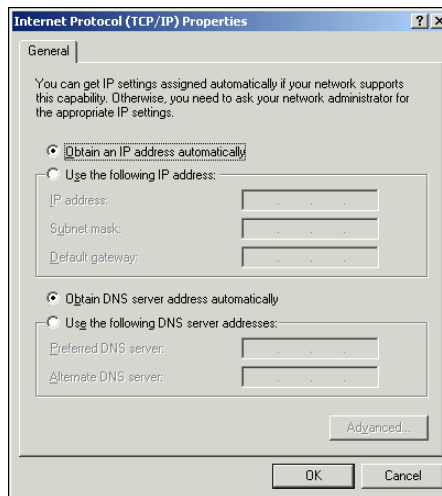 Internet Protocol (TCP/IP) Properties
General
You can get IP settings assigned automatically if your network supports
this capability. Otherwise, you need to ask your network administrator for
the appropriate IP settings.
Obtain an IP address automatically
Use the following IP address:
IP address:
Subnet mask:
Default gateway:
Obtain DNS server address automatically
Use the following DNS server addresses:
Preferred DNS server:
Alternate DNS server:
Advanced...
OK Cancel